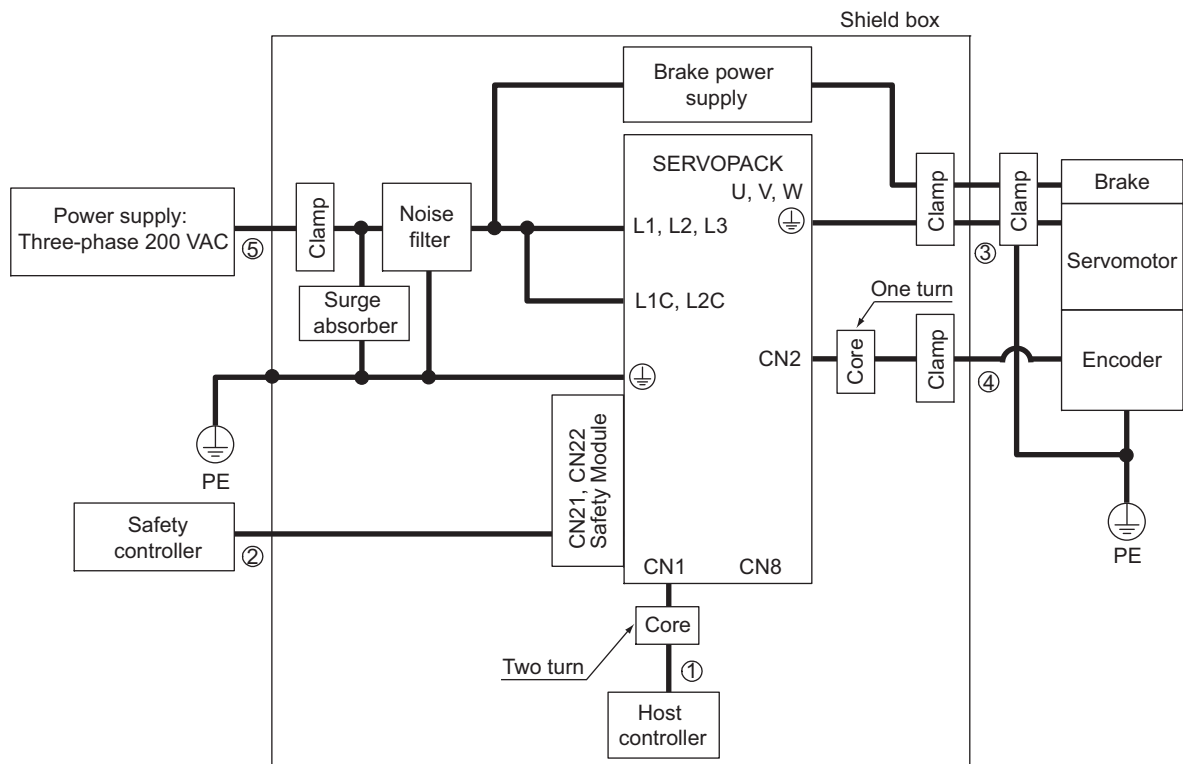 Shield box
Brake power
supply
SERVOPACK
U, V, W
Clamp
Clamp
Brake
Power supply:
Three-phase 200 VAC
⑤
Clamp
Noise
filter
L1, L2, L3
③
Servomotor
Surge
absorber
L1C, L2C
One turn
CN2
Core
Clamp
④
Encoder
PE
CN21, CN22
Safety Module
Safety
controller
②
PE
CN1
CN8
Core
Two turn
①
Host
controller